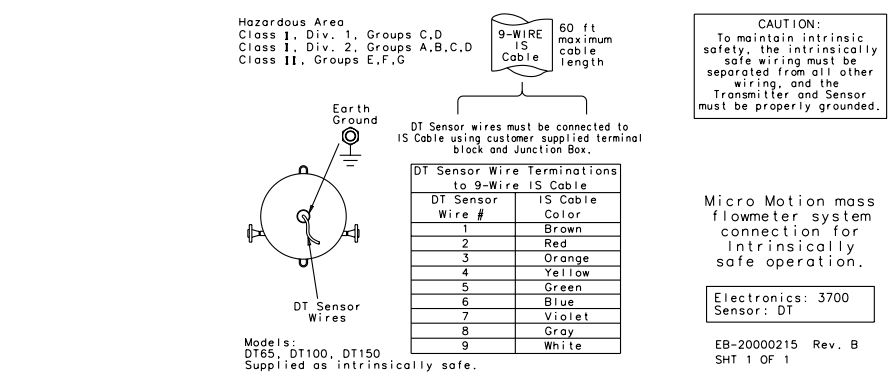 Hazardous Area
Class I, Div. 1, Groups C,D
Class I, Div. 2, Groups A,B,C,D
Class II, Groups E,F,G
9-WIRE
IS
Cable
60 ft
maximum
cable
length
CAUTION:
To maintain intrinsic
safety, the intrinsically
safe wiring must be
separated from all other
wiring, and the
Transmitter and Sensor
must be properly grounded.
Earth
Ground
DT Sensor wires must be connected to
IS Cable using customer supplied terminal
block and Junction Box.
DT Sensor Wire Terminations
to 9-Wire IS Cable
DT Sensor Wire # IS Cable Color
1 Brown
2 Red
3 Orange
4 Yellow
5 Green
6 Blue
7 Violet
8 Gray
9 White
DT Sensor
Wires
Models:
DT65, DT100, DT150
Supplied as intrinsically safe.
Micro Motion mass
flowmeter system
connection for
Intrinsically
safe operation.
Electronics: 3700
Sensor: DT
EB-20000215 Rev. B
SHT 1 OF 1